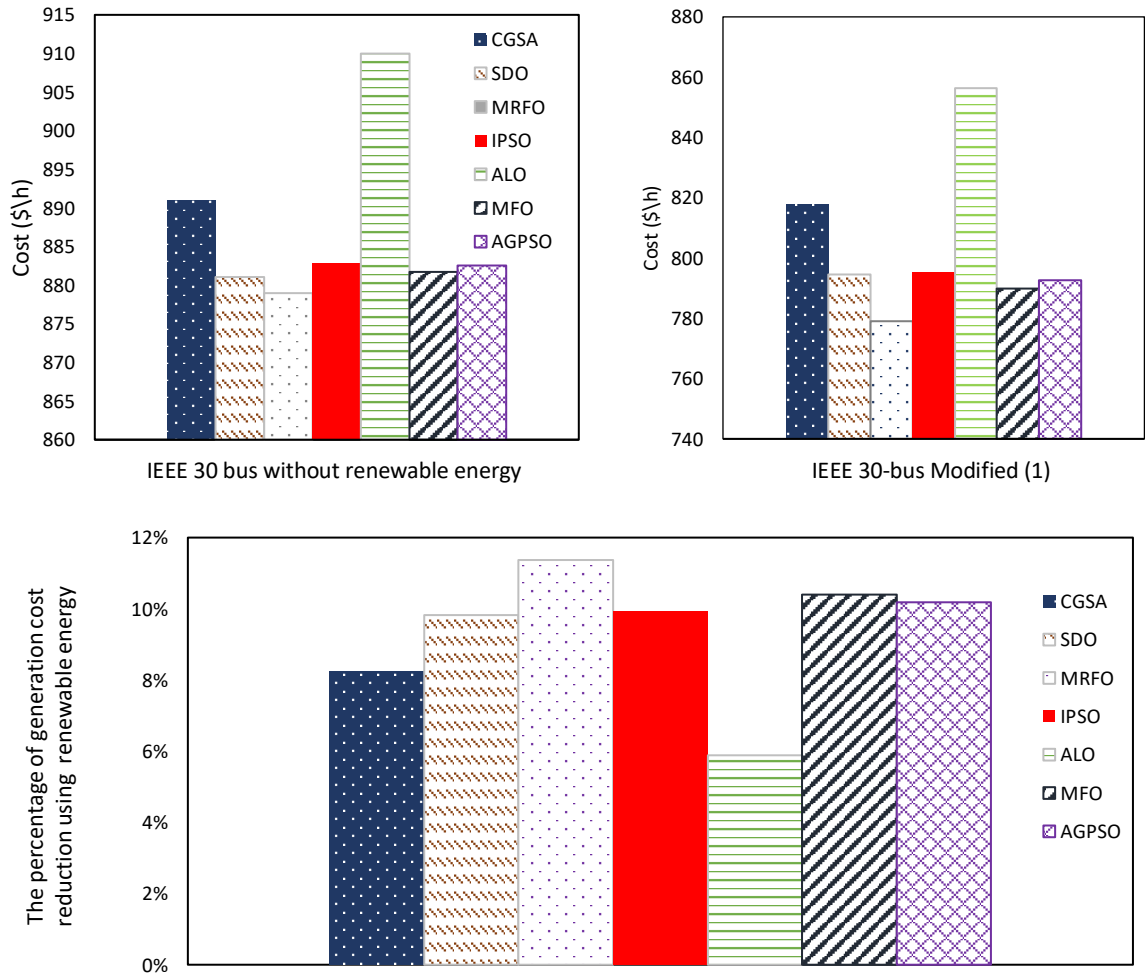 915
910
905
900
895
890
885
880
875
870
865
860
Cost ($\h)
CGSA
SDO
MRFO
IPSO
ALO
MFO
AGPSO
IEEE 30 bus without renewable energy
880
860
840
820
800
780
760
740
Cost ($\h)
IEEE 30-bus Modified (1)
12%
10%
8%
6%
4%
2%
0%
The percentage of generation cost
reduction using renewable energy
CGSA
SDO
MRFO
IPSO
ALO
MFO
AGPSO